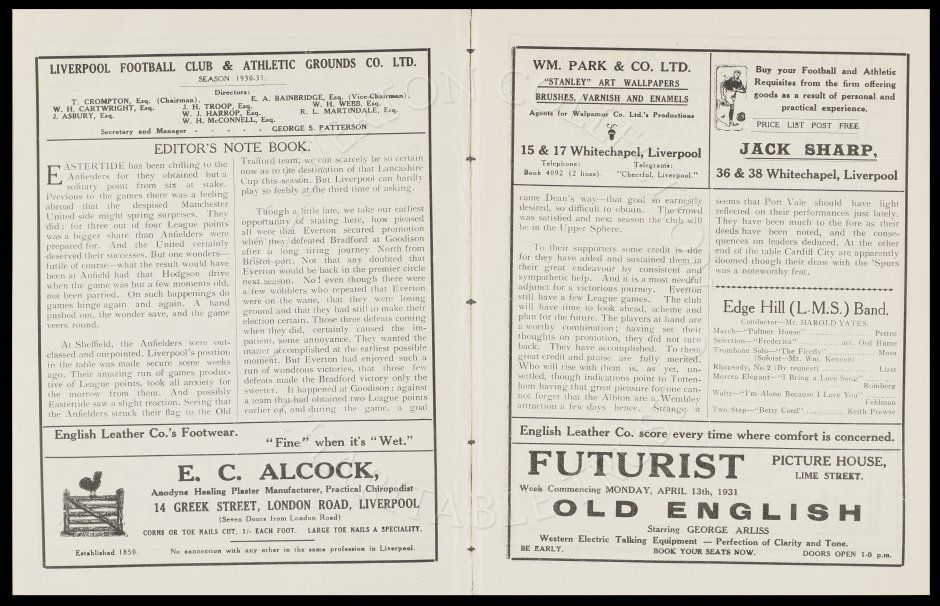 LIVERPOOL FOOTBALL CLUB & ATHLETIC GROUNDS CO. LTD.
SEASON 1930-31.
Directors:
T. CROMPTON, Esq. (Chairman). E. A. BAINBRIDGE, Esq. (Vice-Chairman).
W. H. CARTWRIGHT, Esq. J. H. TROOP, Esq. W. H. WEBB, Esq.
J. ASBURY, Esq. W. J. HARROP, Esq. R. L. MARTINDALE, Esq.
W. H. McCONNELL, Esq.
Secretary and Manager - - - - - - GEORGE S. PATTERSON
EDITOR'S NOTE BOOK.
EASTERTIDE has been chilling to the
Anfielders for they obtained but a
solitary point from six at stake.
Previous to the games there was a feeling
abroad that the despised Manchester
United side might spring surprises. They
did: for three out of four League points
was a bigger share than Anfielders were
prepared for. And the United certainly
deserved their successes. But one wonders—
futile of course—what the result would have
been at Anfield had that Hodgson drive
when the game was but a few moments old,
not been parried. On such happenings do
games hinge again and again. A hand
pushed out, the wonder save, and the game
veers round.
At Sheffield, the Anfielders were out-
classed and outpointed. Liverpool's position
in the table was made secure some weeks
ago. Their amazing run of games produc-
tive of League points, took all anxiety for
the morrow from them. And possibly
Eastertide saw a slight reaction. Seeing that
the Anfielders struck their flag to the Old
Trafford team, we can scarcely be so certain
now as to the destination of that Lancashire
Cup this season. But Liverpool can hardly
play so feebly at the third time of asking.
Though a little late, we take our earliest
opportunity of stating here, how pleased
all were that Everton secured promotion
when they defeated Bradford at Goodison
after a long tiring journey North from
Bristol port. Not that any doubted that
Everton would be back in the premier circle
next season. No! even though there were
a few wobblers who repeated that Everton
were on the wane, that they were losing
ground and that they had still to make their
election certain. Those three defeats coming
when they did, certainly caused the im-
patient, some annoyance. They wanted the
matter accomplished at the earliest possible
moment. But Everton had enjoyed such a
run of wondrous victories, that those few
defeats made the Bradford victory only the
sweeter. It happened at Goodison; against
a team that had obtained two League points
earlier on, and during the game, a goal
English Leather Co.'s Footwear.
"Fine" when it's "Wet."
E. C. ALCOCK,
Anodyne Healing Plaster Manufacturer, Practical Chiropodist
14 GREEK STREET, LONDON ROAD, LIVERPOOL
(Seven Doors from London Road)
CORNS OR TOE NAILS CUT, 1/- EACH FOOT. LARGE TOE NAILS A SPECIALITY.
Established 1850. No connection with any other in the same profession in Liverpool.
WM. PARK & CO. LTD.
"STANLEY" ART WALLPAPERS
BRUSHES, VARNISH AND ENAMELS
Agents for Walpamur Co. Ltd.'s Productions
15 & 17 Whitechapel, Liverpool
Telephone: Telegrams:
Bank 4092 (2 lines). "Cheerful, Liverpool."
Buy your Football and Athletic
Requisites from the firm offering
goods as a result of personal and
practical experience.
PRICE LIST POST FREE
JACK SHARP,
36 & 38 Whitechapel, Liverpool
came Dean's way—that goal so earnestly
desired, so difficult to obtain. The crowd
was satisfied and next season the club will
be in the Upper Sphere.
To their supporters some credit is due
for they have aided and sustained them in
their great endeavour by consistent and
sympathetic help. And it is a most needful
adjunct for a victorious journey. Everton
still have a few League games. The club
will have time to look ahead, scheme and
plan for the future. The players at hand are
a worthy combination; having set their
thoughts on promotion, they did not turn
back. They have accomplished. To them
great credit and praise are fully merited.
Who will rise with them is, as yet, un-
settled, though indications point to Totten-
ham having that great pleasure for one can-
not forget that the Albion are a Wembley
attraction a few days hence. Strange it
seems that Port Vale should have light
reflected on their performances just lately.
They have been much to the fore as their
deeds have been noted, and the conse-
quences on leaders deduced. At the other
end of the table Cardiff City are apparently
doomed though their draw with the 'Spurs
was a noteworthy feat.
Edge Hill (L.M.S.) Band.
Conductor—Mr. HAROLD YATES.
March—"Palmer House" Pettee
Selection—"Frederica" arr. Ord Hume
Trombone Solo—"The Firefly" Moss
(Soloist—Mr. Wm. Kenyon)
Rhapsody, No 2 (By request) Liszt
Morcea Elegant—"I Bring a Love Song"
Romberg
Waltz—"I'm Alone Because I Love You"
Feldman
Two Step—"Betty Coed" Keith Prowse
English Leather Co. score every time where comfort is concerned.
FUTURIST PICTURE HOUSE,
LIME STREET.
Week Commencing MONDAY, APRIL 13th, 1931
OLD ENGLISH
Starring GEORGE ARLISS
Western Electric Talking Equipment — Perfection of Clarity and Tone.
BE EARLY. BOOK YOUR SEATS NOW. DOORS OPEN 1-0 p.m.